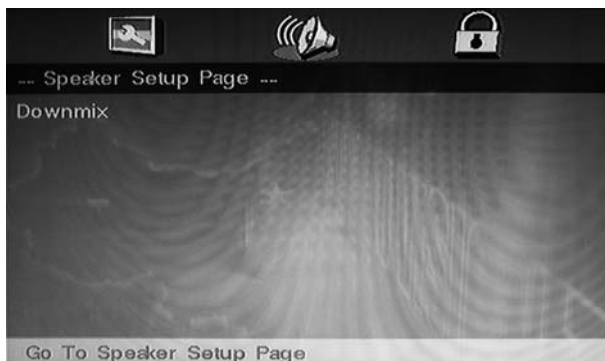 -- Speaker Setup Page --
Downmix
Go To Speaker Setup Page